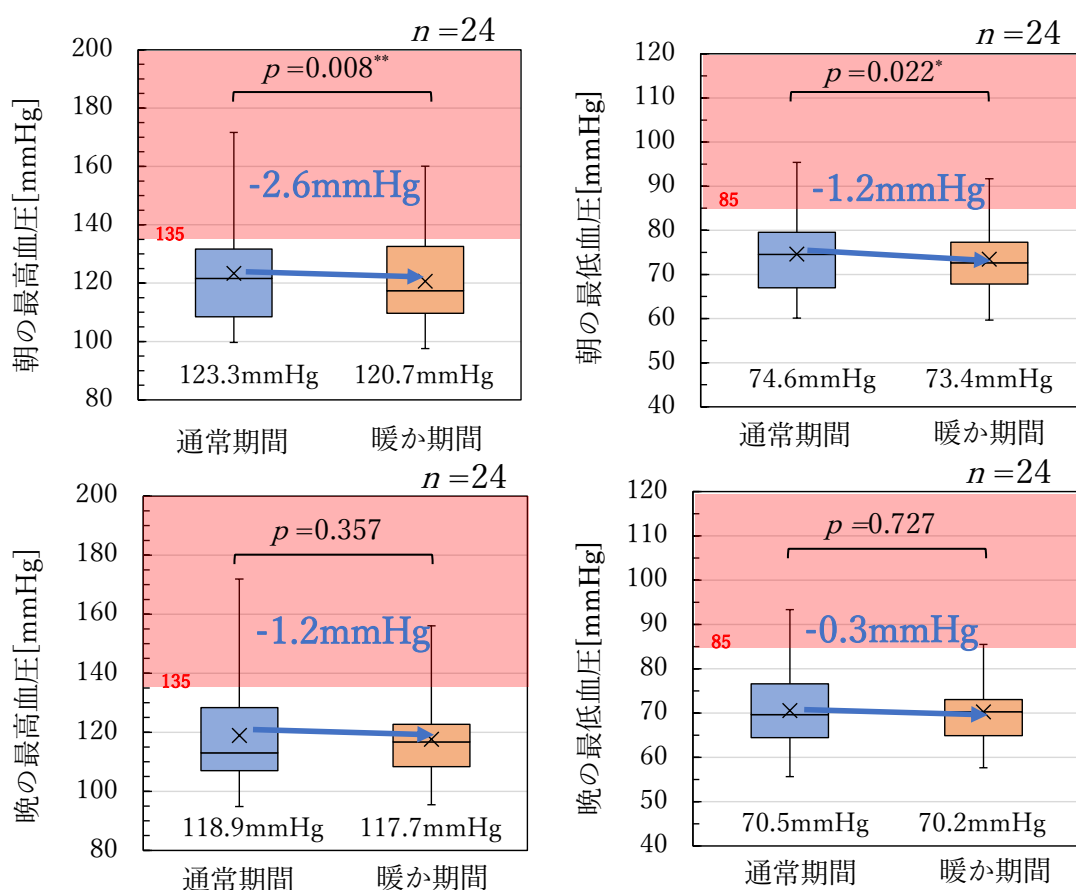 n=24
200
180
160
140
120
100
80
朝の最高血圧[mmHg]
p=0.008**
-2.6mmHg
135
123.3mmHg
120.7mmHg
通常期間
暖か期間
n=24
120
110
100
90
80
70
60
50
40
朝の最低血圧[mmHg]
p=0.022*
-1.2mmHg
85
74.6mmHg
73.4mmHg
通常期間
暖か期間
n=24
200
180
160
140
120
100
80
晩の最高血圧[mmHg]
p=0.357
-1.2mmHg
135
118.9mmHg
117.7mmHg
通常期間
暖か期間
n=24
120
110
100
90
80
70
60
50
40
晩の最低血圧[mmHg]
p=0.727
-0.3mmHg
85
70.5mmHg
70.2mmHg
通常期間
暖か期間